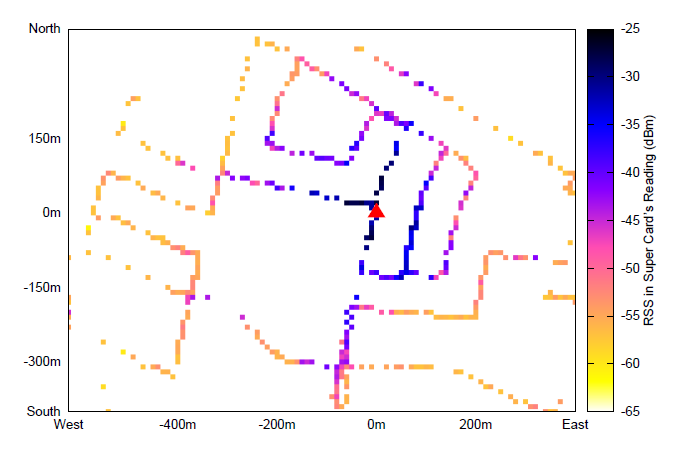 North
150m
0m
-150m
-300m
South
West
-400m
-200m
0m
200m
East
-25
-30
-35
-40
-45
-50
-55
-60
-65
RSS in Super Card's Reading (dBm)